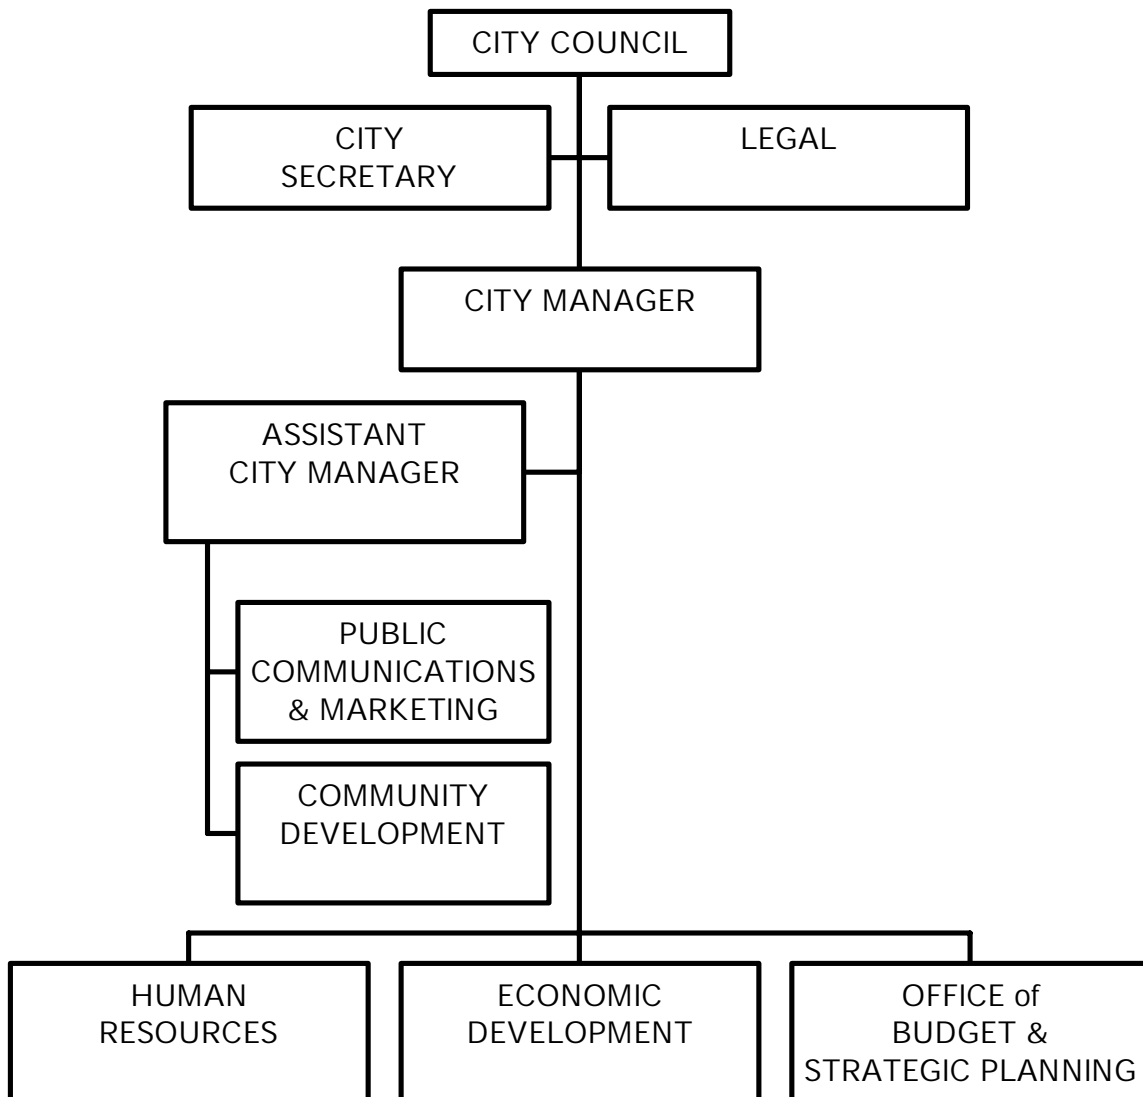 CITY COUNCIL
CITY
SECRETARY
LEGAL
CITY MANAGER
ASSISTANT
CITY MANAGER
PUBLIC
COMMUNICATIONS
& MARKETING
COMMUNITY
DEVELOPMENT
HUMAN
RESOURCES
ECONOMIC
DEVELOPMENT
OFFICE of
BUDGET &
STRATEGIC PLANNING